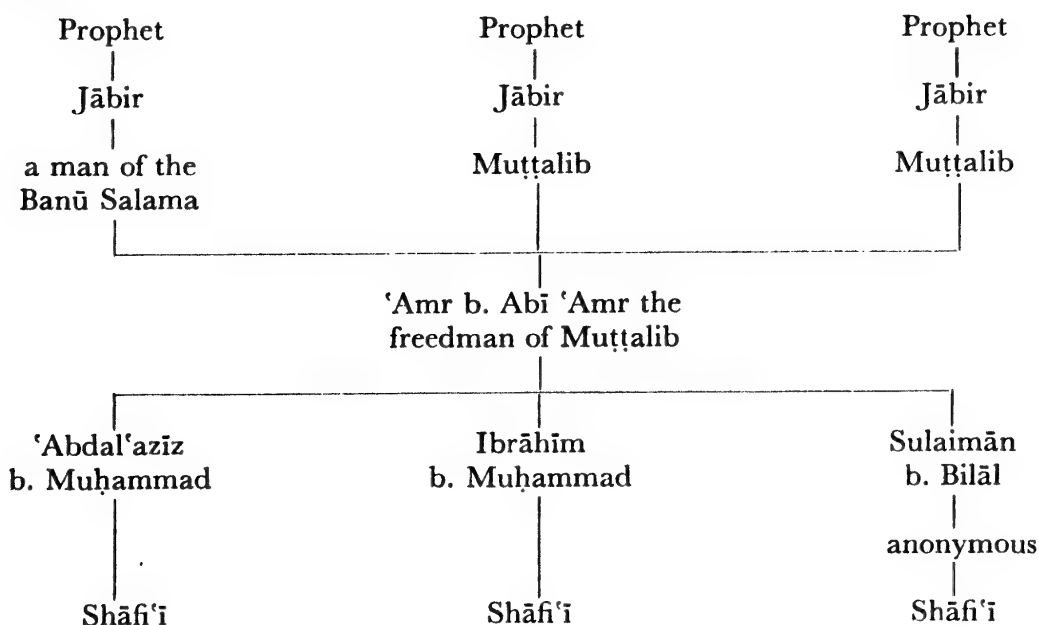 Prophet Prophet Prophet
Jābir Jābir Jābir
a man of the Muṭṭalib Muṭṭalib
Banū Salama
ʿAmr b. Abī ʿAmr the
freedman of Muṭṭalib
ʿAbdalʿazīz Ibrāhīm Sulaimān
b. Muḥammad b. Muḥammad b. Bilāl
anonymous
Shāfiʿī Shāfiʿī Shāfiʿī